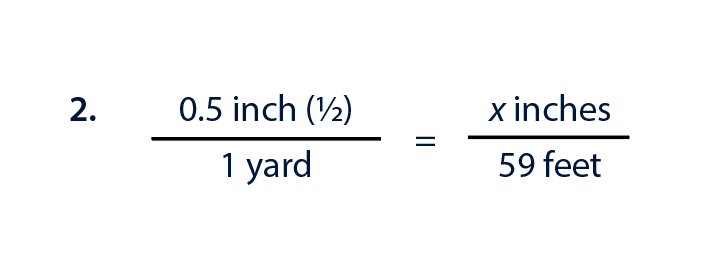 2. 0.5 inch (½) = x inches
1 yard 59 feet